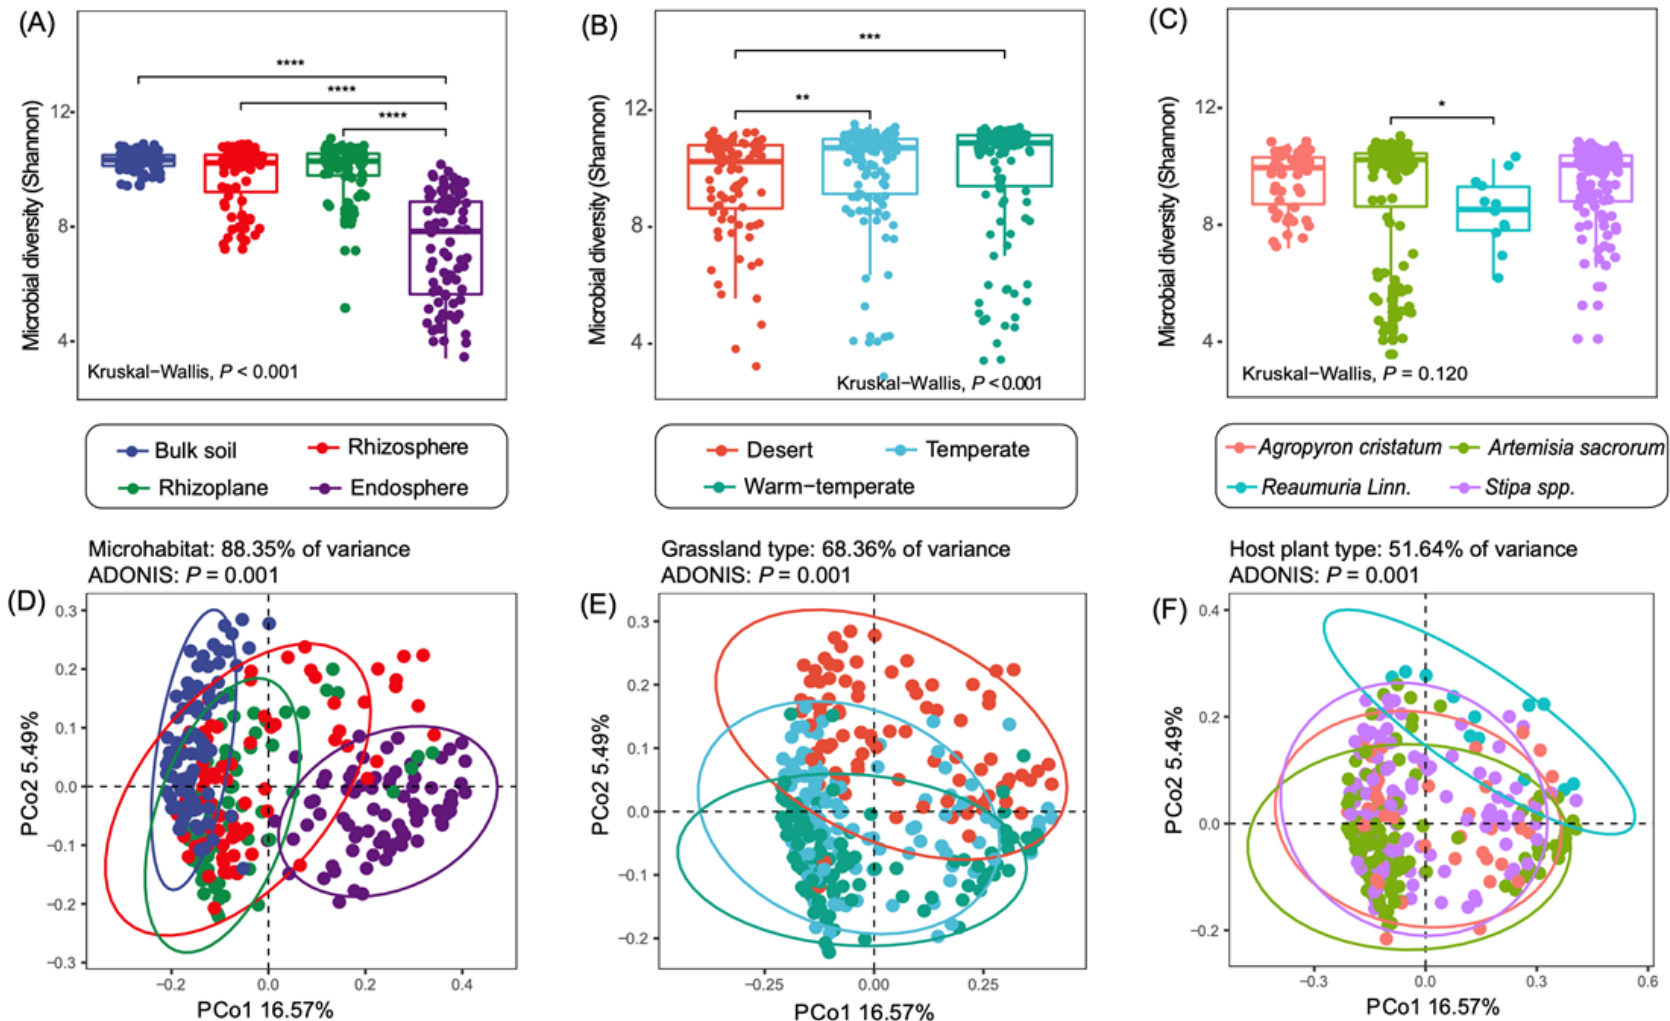 (A)
Microbial diversity (Shannon)
12
8
4
****
****
****
Kruskal−Wallis, P < 0.001
Bulk soil
Rhizosphere
Rhizoplane
Endosphere
(B)
Microbial diversity (Shannon)
12
8
4
***
**
Kruskal−Wallis, P < 0.001
Desert
Temperate
Warm−temperate
(C)
Microbial diversity (Shannon)
12
8
4
*
Kruskal−Wallis, P = 0.120
Agropyron cristatum
Artemisia sacrorum
Reaumuria Linn.
Stipa spp.
Microhabitat: 88.35% of variance
ADONIS: P = 0.001
(D)
PCo2 5.49%
0.3
0.2
0.1
0.0
−0.1
−0.2
−0.3
−0.2
0.0
0.2
0.4
PCo1 16.57%
Grassland type: 68.36% of variance
ADONIS: P = 0.001
(E)
PCo2 5.49%
0.3
0.2
0.1
0.0
−0.1
−0.2
−0.25
0.00
0.25
PCo1 16.57%
Host plant type: 51.64% of variance
ADONIS: P = 0.001
(F)
PCo2 5.49%
0.4
0.2
0.0
−0.2
−0.3
0.0
0.3
0.6
PCo1 16.57%